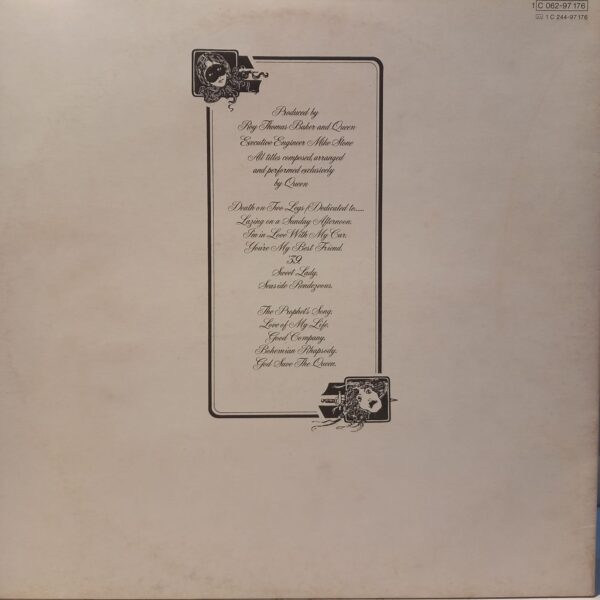 1 C 062-97 176
1 C 244-97 176
Produced by
Roy Thomas Baker and Queen
Executive Engineer Mike Stone
All titles composed, arranged
and performed exclusively
by Queen
Death on Two Legs (Dedicated to.....
Lazing on a Sunday Afternoon.
I'm in Love With My Car.
You're My Best Friend.
'39.
Sweet Lady.
Seaside Rendezvous.
The Prophet's Song.
Love of My Life.
Good Company.
Bohemian Rhapsody.
God Save The Queen.